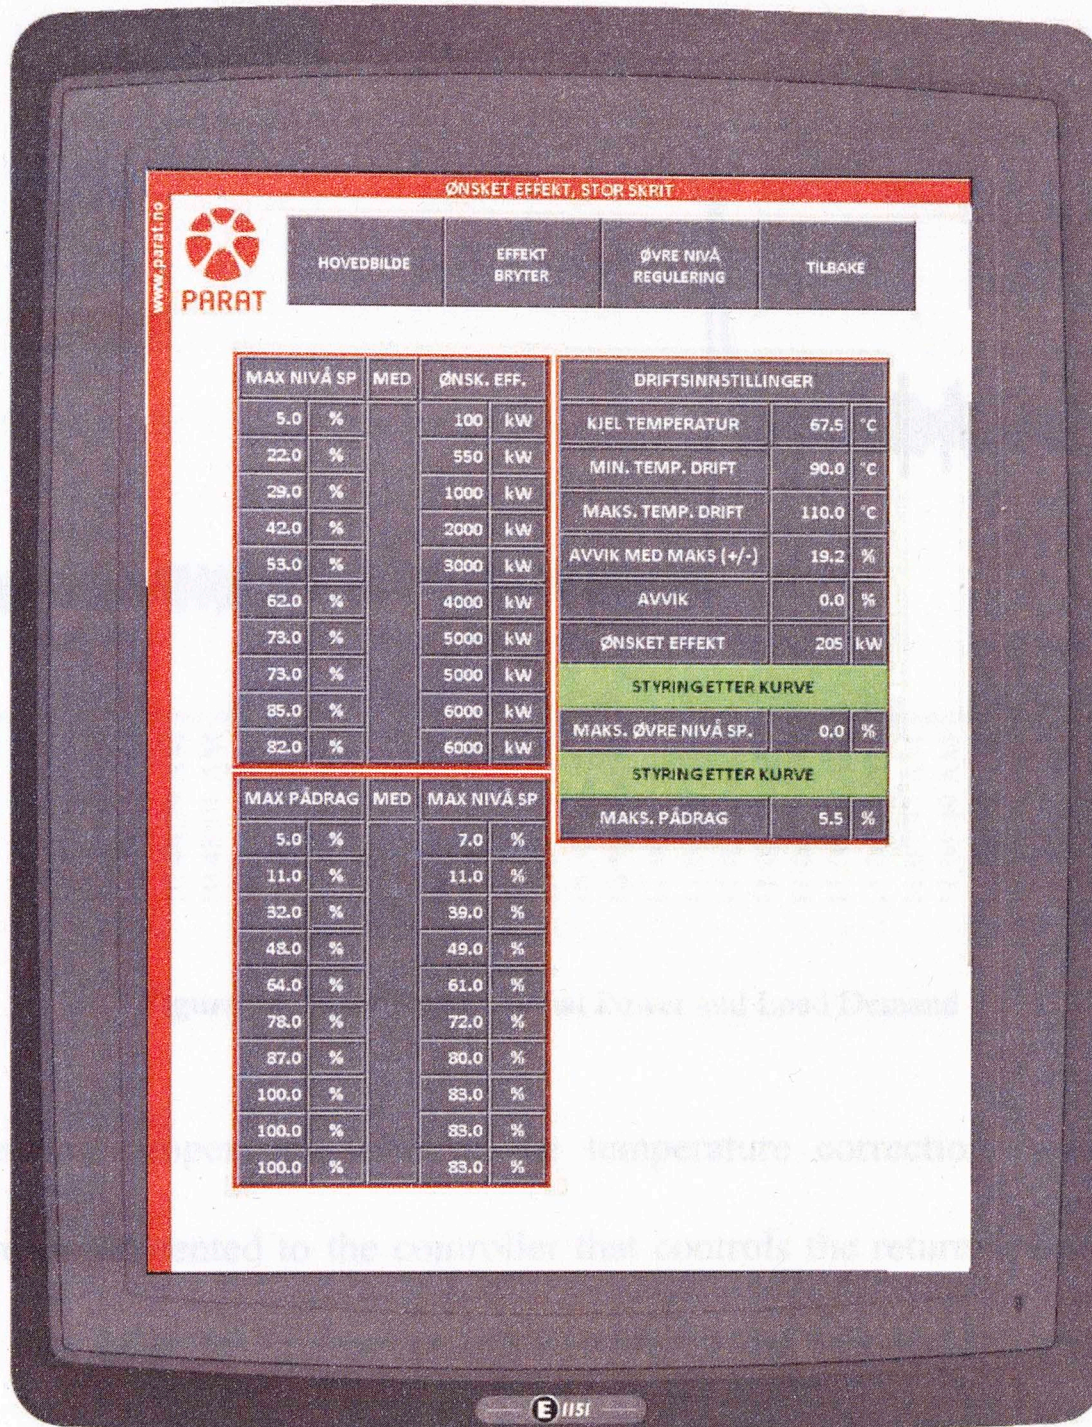 ØNSKET EFFEKT, STOR SKRIT
www.parat.no
PARAT
HOVEDBILDE
EFFEKT
BRYTER
ØVRE NIVÅ
REGULERING
TILBAKE
MAX NIVÅ SP MED ØNSK. EFF.
5.0 % 100 kW
22.0 % 550 kW
29.0 % 1000 kW
42.0 % 2000 kW
53.0 % 3000 kW
62.0 % 4000 kW
73.0 % 5000 kW
73.0 % 5000 kW
85.0 % 6000 kW
82.0 % 6000 kW
MAX PÅDRAG MED MAX NIVÅ SP
5.0 % 7.0 %
11.0 % 11.0 %
32.0 % 39.0 %
48.0 % 49.0 %
64.0 % 61.0 %
78.0 % 72.0 %
87.0 % 80.0 %
100.0 % 83.0 %
100.0 % 83.0 %
100.0 % 83.0 %
DRIFTSINNSTILLINGER
KJEL TEMPERATUR 67.5 °C
MIN. TEMP. DRIFT 90.0 °C
MAKS. TEMP. DRIFT 110.0 °C
AVVIK MED MAKS (+/-) 19.2 %
AVVIK 0.0 %
ØNSKET EFFEKT 205 kW
STYRING ETTER KURVE
MAKS. ØVRE NIVÅ SP. 0.0 %
STYRING ETTER KURVE
MAKS. PÅDRAG 5.5 %
Power and Load Demand
temperature correction
to the controller that controls the return
E 1151